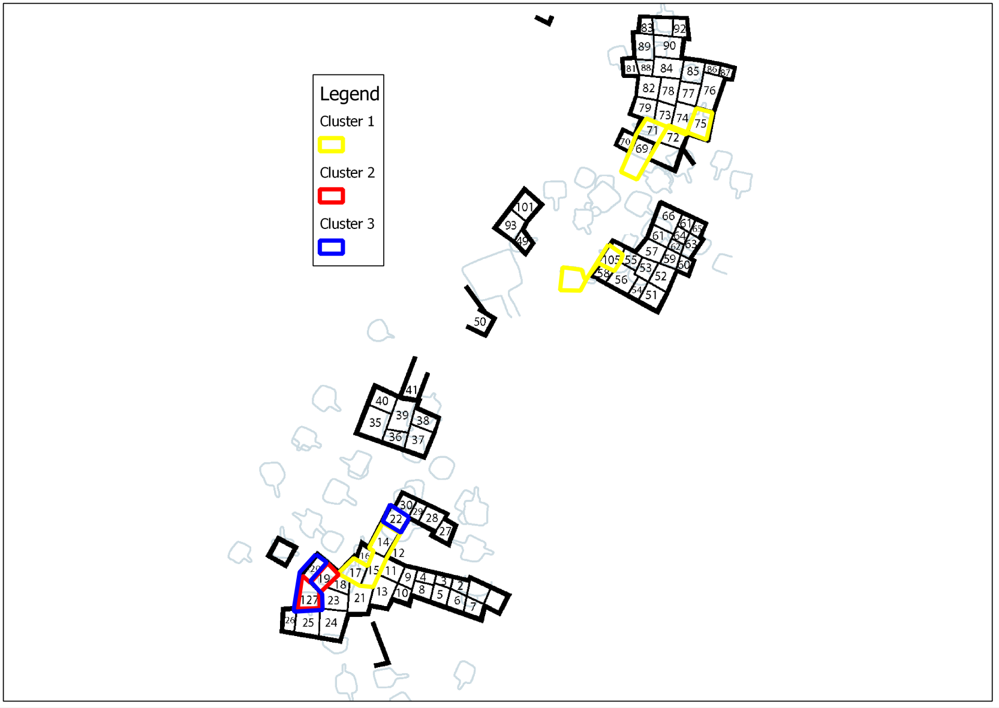 Legend
Cluster 1
Cluster 2
Cluster 3
83 92
89 90
81 88 84 85 86 87
82 78 77 76
79 73 74 75
71 72
70 69
101
93
49
66 61 65
61 64 63
57 62
105 55 59 60
58 56 53 52
54 51
50
41
40 39 38
35 36 37
30 29 28
22 27
14 12
16
20 19 17 15 11 9 4 3 2
18
127 23 21 13 10 8 5 6 7
26 25 24